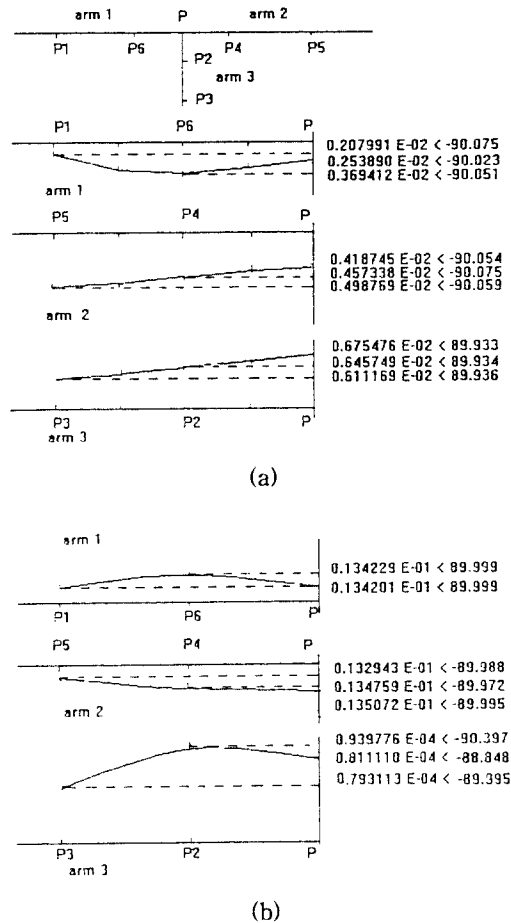 arm 1 P arm 2
P1 P6 P2 P4 P5
arm 3
P3
P1 P6 P
0.207991 E-02 < -90.075
0.253890 E-02 < -90.023
0.369412 E-02 < -90.051
arm 1
P5 P4 P
0.418745 E-02 < -90.054
0.457338 E-02 < -90.075
0.498769 E-02 < -90.059
arm 2
0.675476 E-02 < 89.933
0.645749 E-02 < 89.934
0.611169 E-02 < 89.936
P3 P2 P
arm 3
(a)
arm 1
0.134229 E-01 < 89.999
0.134201 E-01 < 89.999
P1 P6 P
P5 P4 P
0.132943 E-01 < -89.988
0.134759 E-01 < -89.972
0.135072 E-01 < -89.995
arm 2
0.939776 E-04 < -90.397
0.811110 E-04 < -88.848
0.793113 E-04 < -89.395
P3 P2 P
arm 3
(b)